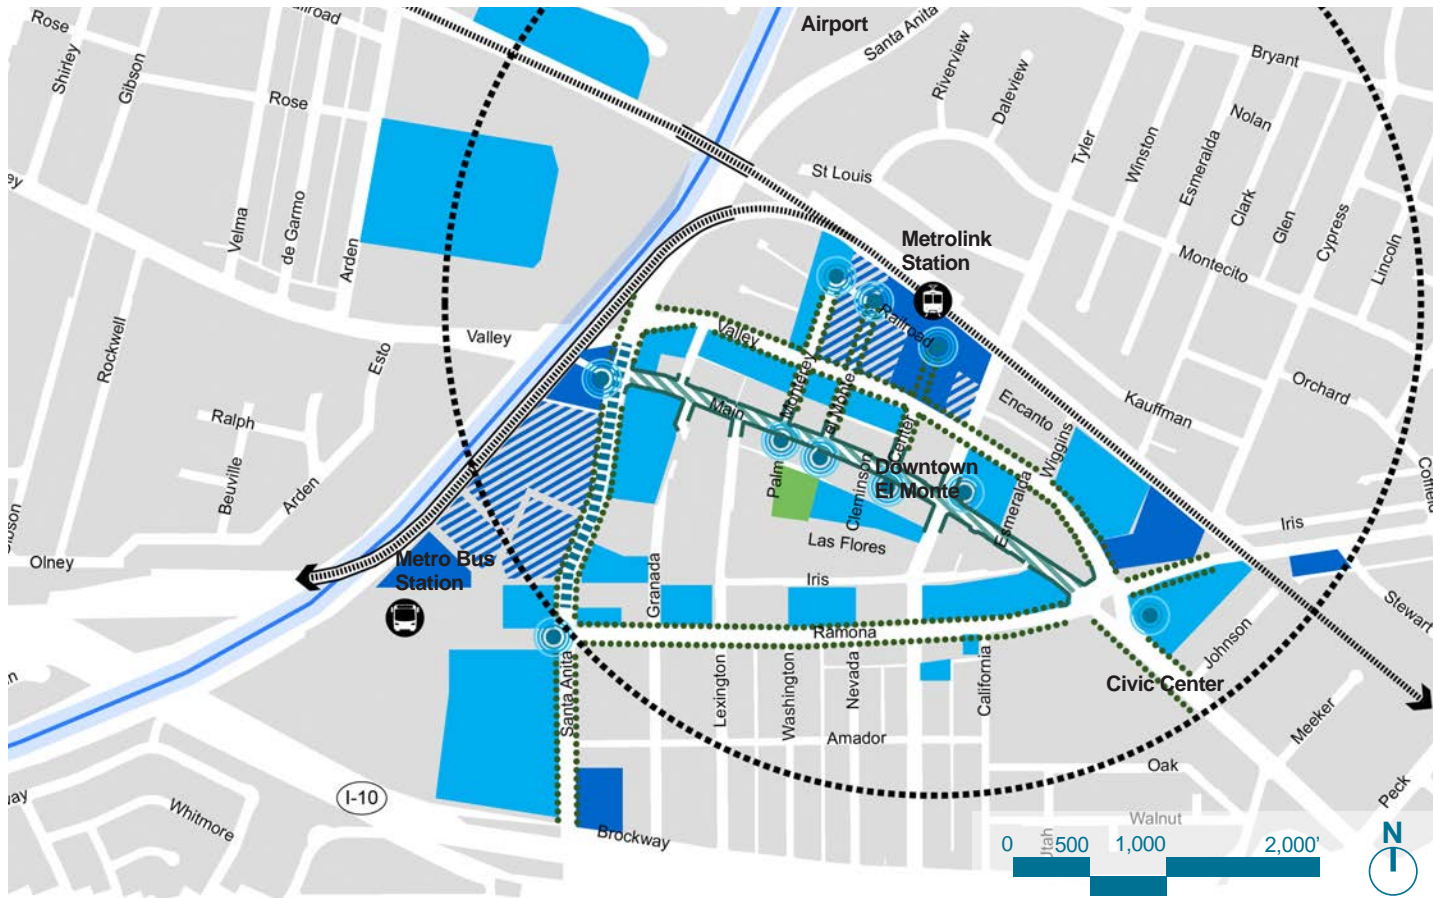 Airport
Rose
Shirley
Gibson
Santa Anita
Riverview
Daleview
Bryant
Nolan
Rose
Tyler
Winston
Esmeralda
Clark
Glen
Cypress
Lincoln
St Louis
Velma
de Garmo
Arden
Metrolink
Station
Montecito
Railroad
Valley
Valley
Rockwell
Esto
Monterey
El Monte
Main
Center
Encanto
Kauffman
Orchard
Wiggins
Ralph
Beuville
Arden
Palm
Cleminson
Downtown
El Monte
Esmeralda
Las Flores
Iris
Olney
Metro Bus
Station
Granada
Iris
Ramona
Stewart
Johnson
Santa Anita
Lexington
Washington
Nevada
California
Civic Center
Meeker
Amador
Oak
Peck
I-10
Whitmore
Brockway
Walnut
Utah
0 500 1,000 2,000’
N